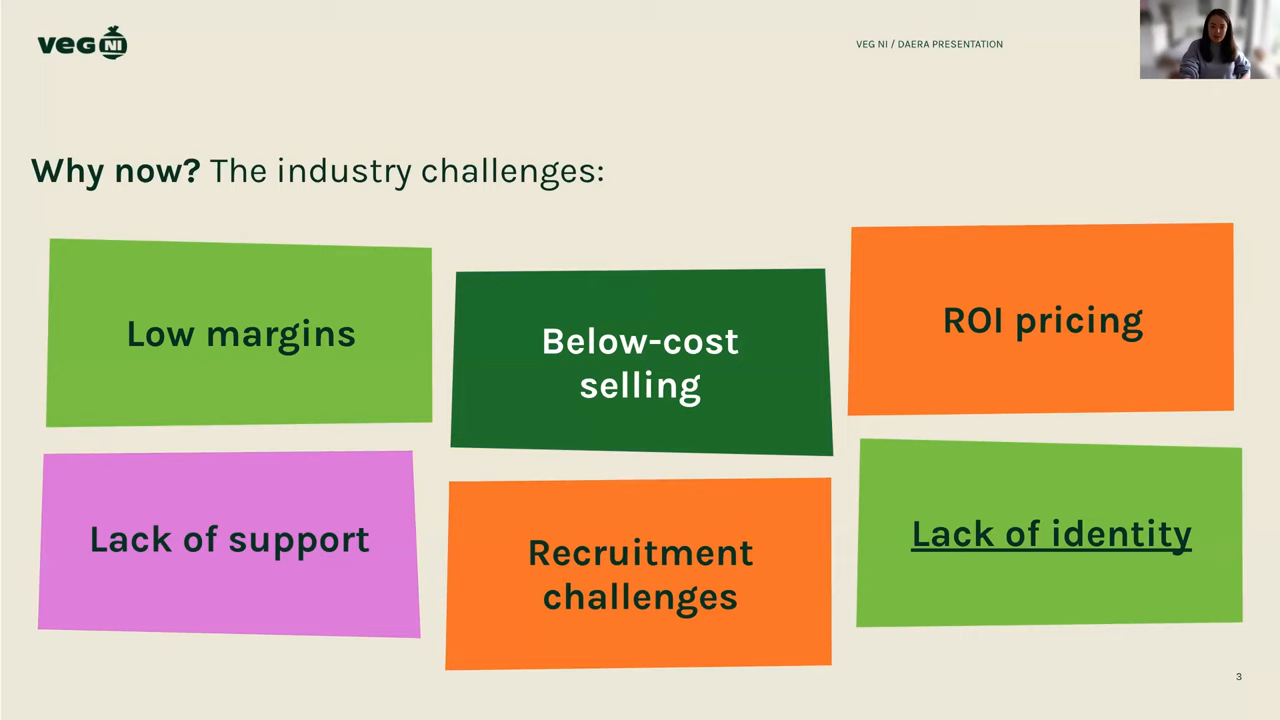 veg NI
VEG NI / DAERA PRESENTATION
Why now? The industry challenges:
Low margins
Below-cost
selling
ROI pricing
Lack of support
Recruitment
challenges
Lack of identity
3